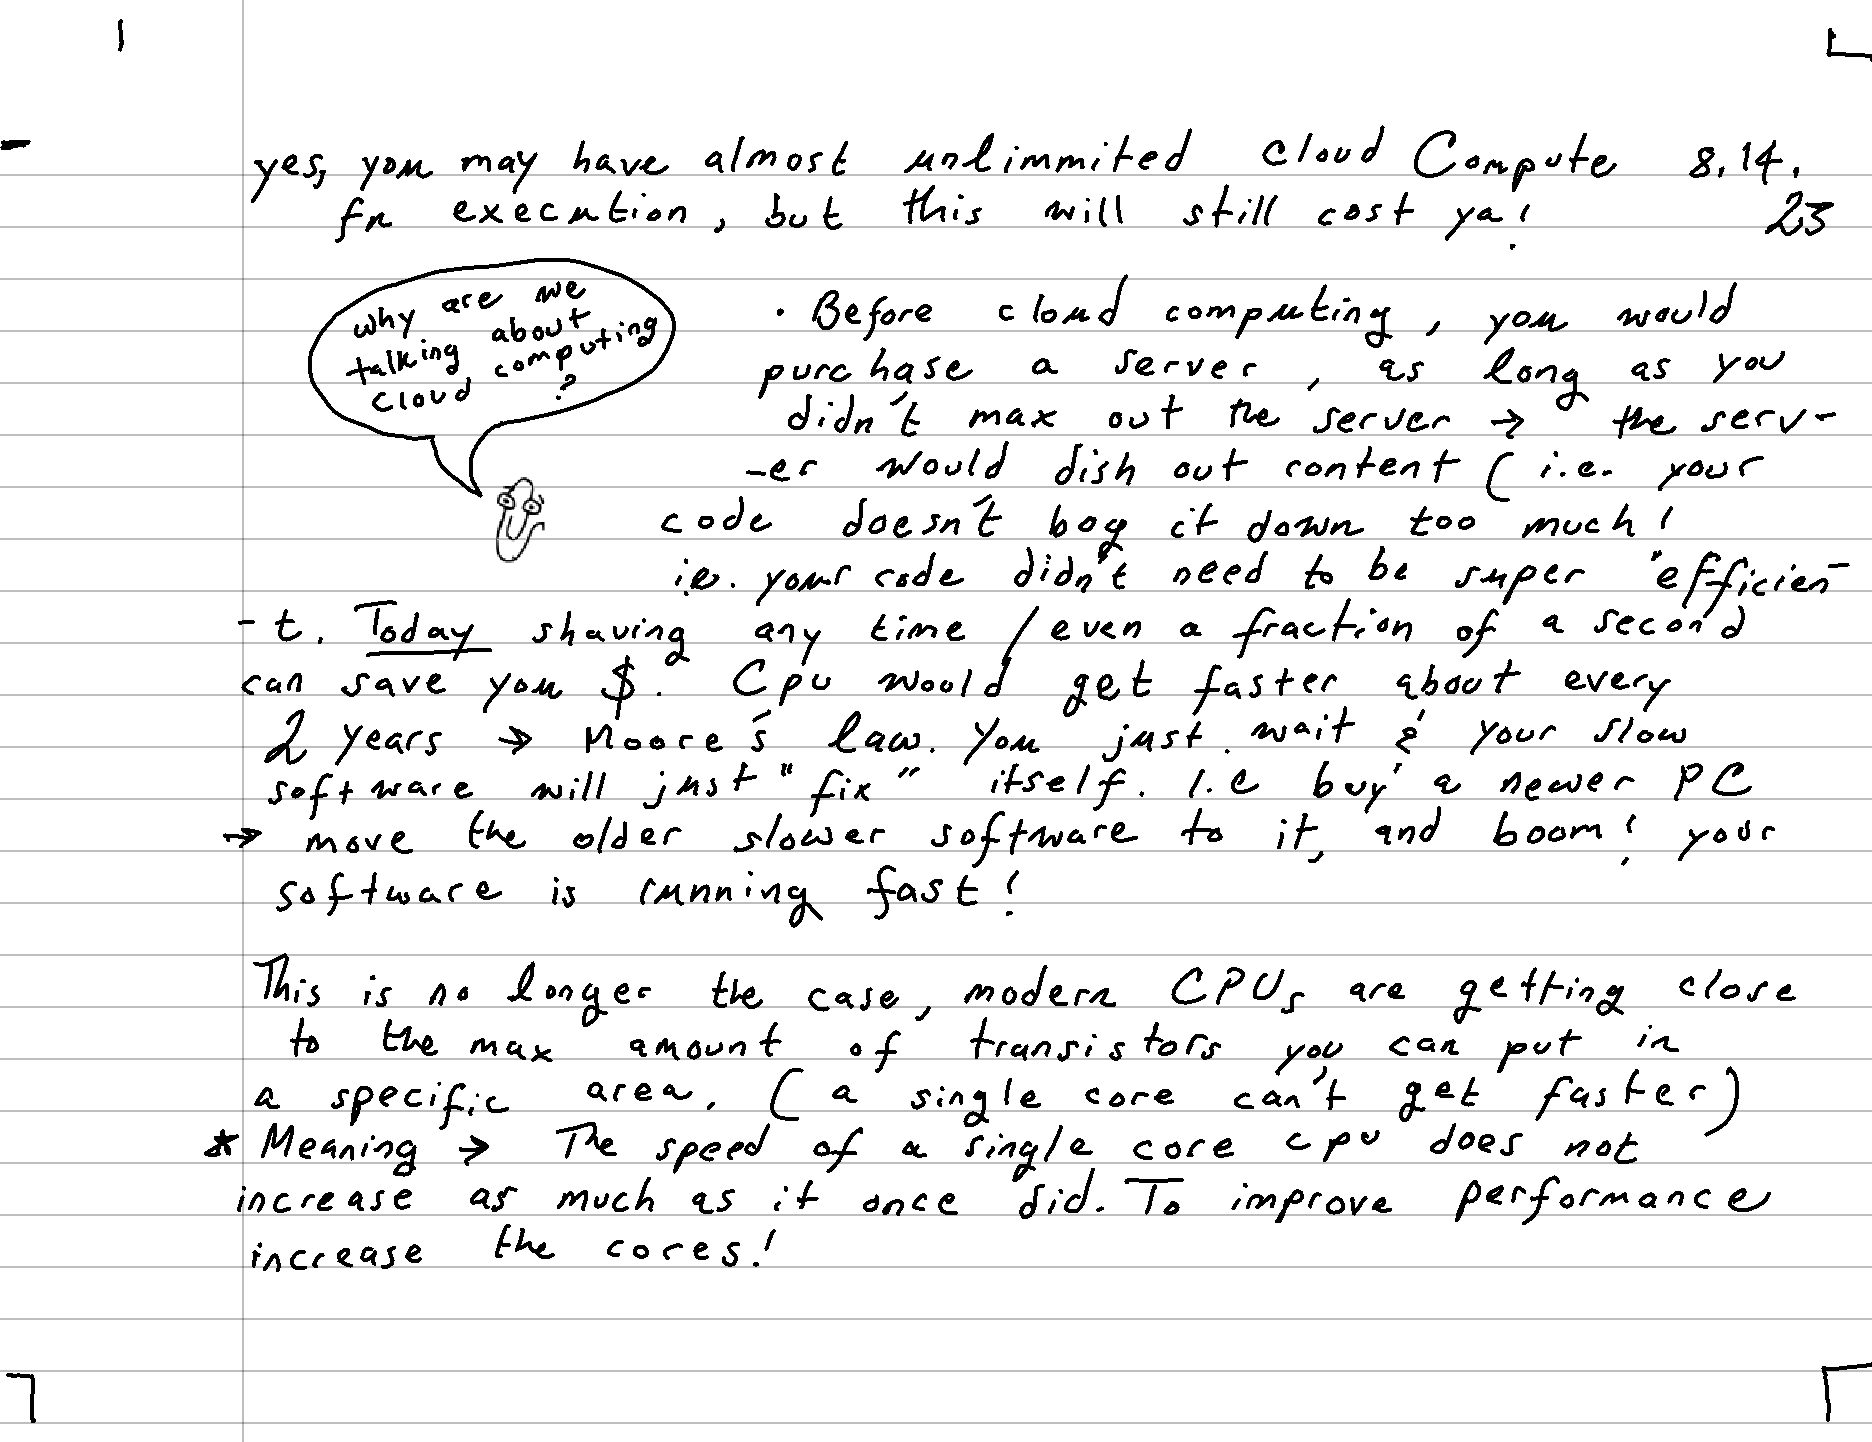 yes, you may have almost unlimmited cloud Compute 8.14.
fn execution, but this will still cost ya! 23
why are we
talking about
cloud computing
?
· Before cloud computing, you would
purchase a server, as long as you
didn't max out the server → the serv-
-er would dish out content (i.e. your
code doesn't bog it down too much!
i.e. your code didn't need to be super "efficien-
-t. Today shaving any time / even a fraction of a second
can save you $. Cpu would get faster about every
2 years → Moore's law. You just wait & your slow
software will just "fix" itself. I.e buy a newer PC
→ move the older slower software to it, and boom! your
software is running fast!
This is no longer the case, modern CPUs are getting close
to the max amount of transistors you can put in
a specific area. (a single core can't get faster)
* Meaning → The speed of a single core cpu does not
increase as much as it once did. To improve performance
increase the cores!